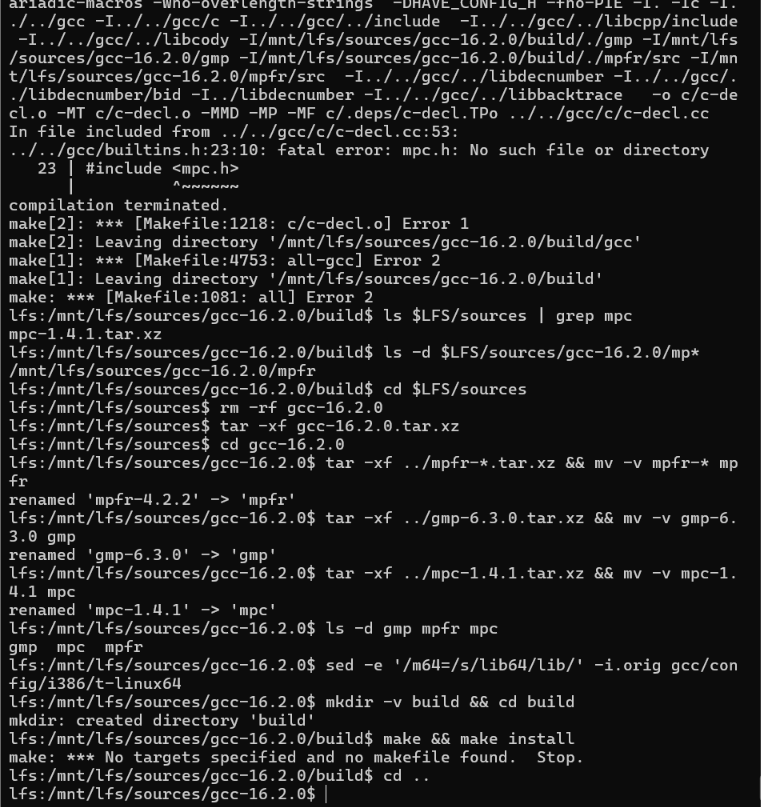 ariadic-macros -Wno-overlength-strings  -DHAVE_CONFIG_H -fno-PIE -I. -Ic -I.
./../gcc -I../../gcc/c -I../../gcc/../include  -I../../gcc/../libcpp/include
 -I../../gcc/../libcody -I/mnt/lfs/sources/gcc-16.2.0/build/./gmp -I/mnt/lfs
/sources/gcc-16.2.0/gmp -I/mnt/lfs/sources/gcc-16.2.0/build/./mpfr/src -I/mn
t/lfs/sources/gcc-16.2.0/mpfr/src  -I../../gcc/../libdecnumber -I../../gcc/.
./libdecnumber/bid -I../libdecnumber -I../../gcc/../libbacktrace   -o c/c-de
cl.o -MT c/c-decl.o -MMD -MP -MF c/.deps/c-decl.TPo ../../gcc/c/c-decl.cc
In file included from ../../gcc/c/c-decl.cc:53:
../../gcc/builtins.h:23:10: fatal error: mpc.h: No such file or directory
   23 | #include <mpc.h>
      |          ^~~~~~~
compilation terminated.
make[2]: *** [Makefile:1218: c/c-decl.o] Error 1
make[2]: Leaving directory '/mnt/lfs/sources/gcc-16.2.0/build/gcc'
make[1]: *** [Makefile:4753: all-gcc] Error 2
make[1]: Leaving directory '/mnt/lfs/sources/gcc-16.2.0/build'
make: *** [Makefile:1081: all] Error 2
lfs:/mnt/lfs/sources/gcc-16.2.0/build$ ls $LFS/sources | grep mpc
mpc-1.4.1.tar.xz
lfs:/mnt/lfs/sources/gcc-16.2.0/build$ ls -d $LFS/sources/gcc-16.2.0/mp*
/mnt/lfs/sources/gcc-16.2.0/mpfr
lfs:/mnt/lfs/sources/gcc-16.2.0/build$ cd $LFS/sources
lfs:/mnt/lfs/sources$ rm -rf gcc-16.2.0
lfs:/mnt/lfs/sources$ tar -xf gcc-16.2.0.tar.xz
lfs:/mnt/lfs/sources$ cd gcc-16.2.0
lfs:/mnt/lfs/sources/gcc-16.2.0$ tar -xf ../mpfr-*.tar.xz && mv -v mpfr-* mp
fr
renamed 'mpfr-4.2.2' -> 'mpfr'
lfs:/mnt/lfs/sources/gcc-16.2.0$ tar -xf ../gmp-6.3.0.tar.xz && mv -v gmp-6.
3.0 gmp
renamed 'gmp-6.3.0' -> 'gmp'
lfs:/mnt/lfs/sources/gcc-16.2.0$ tar -xf ../mpc-1.4.1.tar.xz && mv -v mpc-1.
4.1 mpc
renamed 'mpc-1.4.1' -> 'mpc'
lfs:/mnt/lfs/sources/gcc-16.2.0$ ls -d gmp mpfr mpc
gmp  mpc  mpfr
lfs:/mnt/lfs/sources/gcc-16.2.0$ sed -e '/m64=/s/lib64/lib/' -i.orig gcc/con
fig/i386/t-linux64
lfs:/mnt/lfs/sources/gcc-16.2.0$ mkdir -v build && cd build
mkdir: created directory 'build'
lfs:/mnt/lfs/sources/gcc-16.2.0/build$ make && make install
make: *** No targets specified and no makefile found.  Stop.
lfs:/mnt/lfs/sources/gcc-16.2.0/build$ cd ..
lfs:/mnt/lfs/sources/gcc-16.2.0$